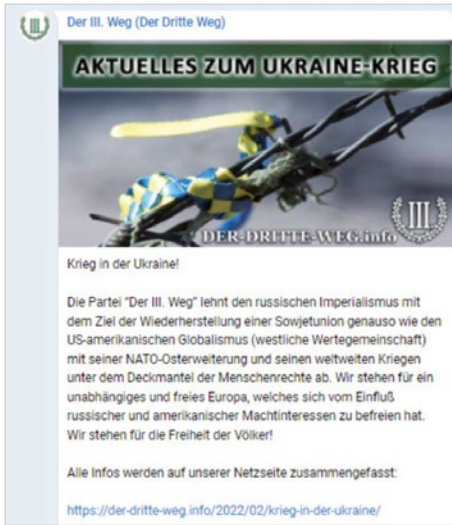 Der III. Weg (Der Dritte Weg)
AKTUELLES ZUM UKRAINE-KRIEG
III
DER-DRITTE-WEG.info
Krieg in der Ukraine!
Die Partei "Der III. Weg" lehnt den russischen Imperialismus mit
dem Ziel der Wiederherstellung einer Sowjetunion genauso wie den
US-amerikanischen Globalismus (westliche Wertegemeinschaft)
mit seiner NATO-Osterweiterung und seinen weltweiten Kriegen
unter dem Deckmantel der Menschenrechte ab. Wir stehen für ein
unabhängiges und freies Europa, welches sich vom Einfluß
russischer und amerikanischer Machtinteressen zu befreien hat.
Wir stehen für die Freiheit der Völker!
Alle Infos werden auf unserer Netzseite zusammengefasst:
https://der-dritte-weg.info/2022/02/krieg-in-der-ukraine/